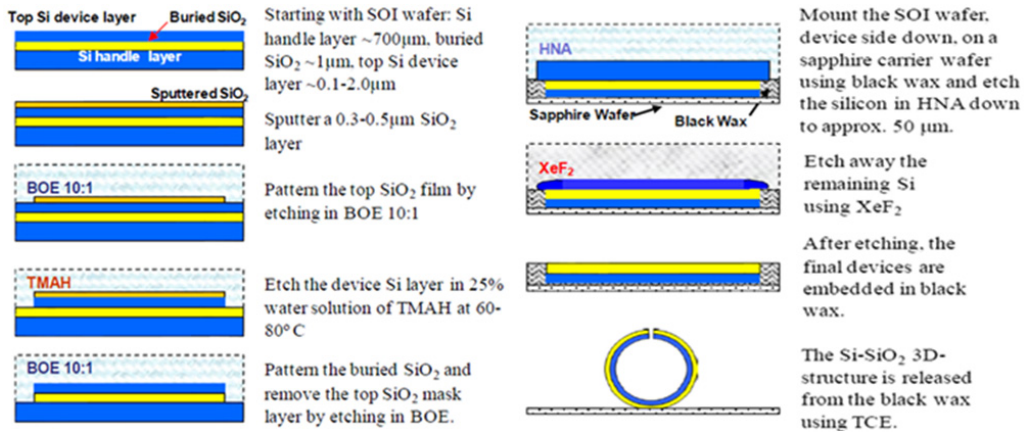 Top Si device layer
Buried SiO₂
Si handle layer
Starting with SOI wafer: Si
handle layer ~700μm, buried
SiO₂ ~1μm, top Si device
layer ~0.1-2.0μm
Sputtered SiO₂
Sputter a 0.3-0.5μm SiO₂
layer
BOE 10:1
Pattern the top SiO₂ film by
etching in BOE 10:1
TMAH
Etch the device Si layer in 25%
water solution of TMAH at 60-
80º C
BOE 10:1
Pattern the buried SiO₂ and
remove the top SiO₂ mask
layer by etching in BOE.
HNA
Sapphire Wafer
Black Wax
Mount the SOI wafer,
device side down, on a
sapphire carrier wafer
using black wax and etch
the silicon in HNA down
to approx. 50 μm.
XeF₂
Etch away the
remaining Si
using XeF₂
After etching, the
final devices are
embedded in black
wax.
The Si-SiO₂ 3D-
structure is released
from the black wax
using TCE.